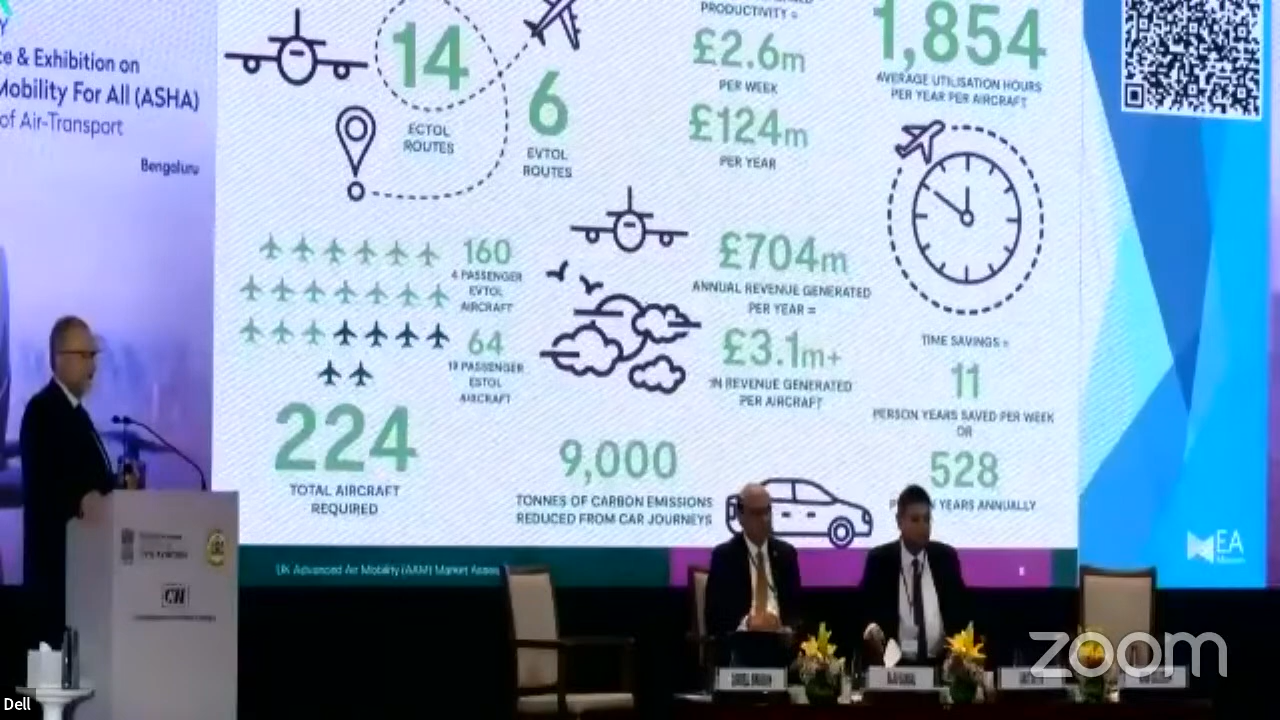 ce & Exhibition on
Mobility For All (ASHA)
of Air-Transport
Bengaluru
14
ECTOL
ROUTES
6
EVTOL
ROUTES
PRODUCTIVITY =
£2.6m
PER WEEK
£124m
PER YEAR
1,854
AVERAGE UTILISATION HOURS
PER YEAR PER AIRCRAFT
160
4 PASSENGER
EVTOL
AIRCRAFT
64
19 PASSENGER
ESTOL
AIRCRAFT
224
TOTAL AIRCRAFT
REQUIRED
£704m
ANNUAL REVENUE GENERATED
PER YEAR =
£3.1m+
IN REVENUE GENERATED
PER AIRCRAFT
9,000
TONNES OF CARBON EMISSIONS
REDUCED FROM CAR JOURNEYS
TIME SAVINGS =
11
PERSON YEARS SAVED PER WEEK
OR
528
YEARS ANNUALLY
UK Advanced Air Mobility (AAM) Market
EA
CII
zoom
Dell